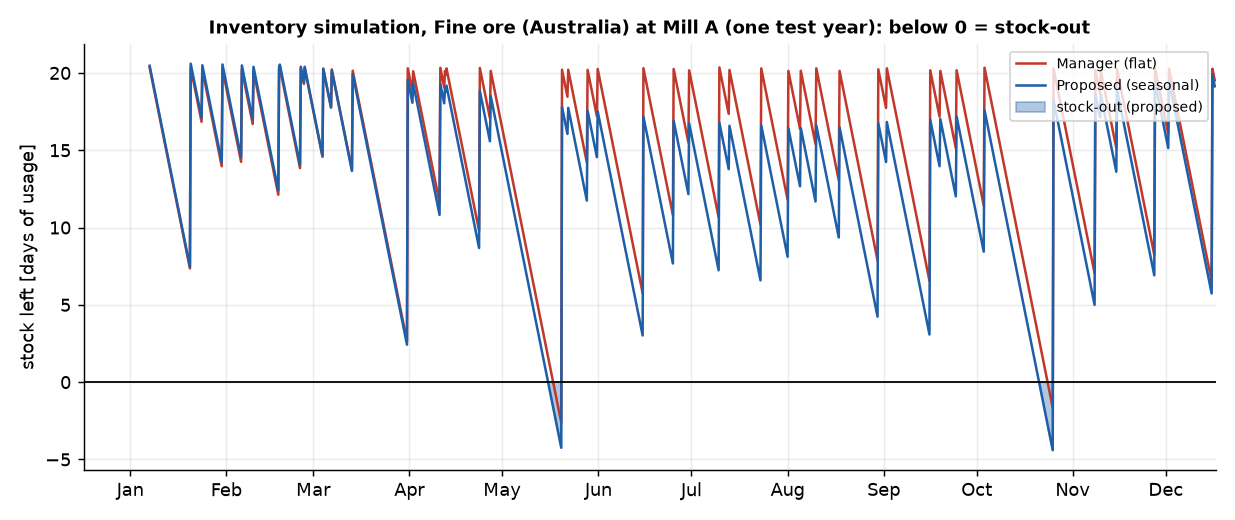 Inventory simulation, Fine ore (Australia) at Mill A (one test year): below 0 = stock-out
stock left [days of usage]
20
15
10
5
0
−5
Manager (flat)
Proposed (seasonal)
stock-out (proposed)
Jan Feb Mar Apr May Jun Jul Aug Sep Oct Nov Dec